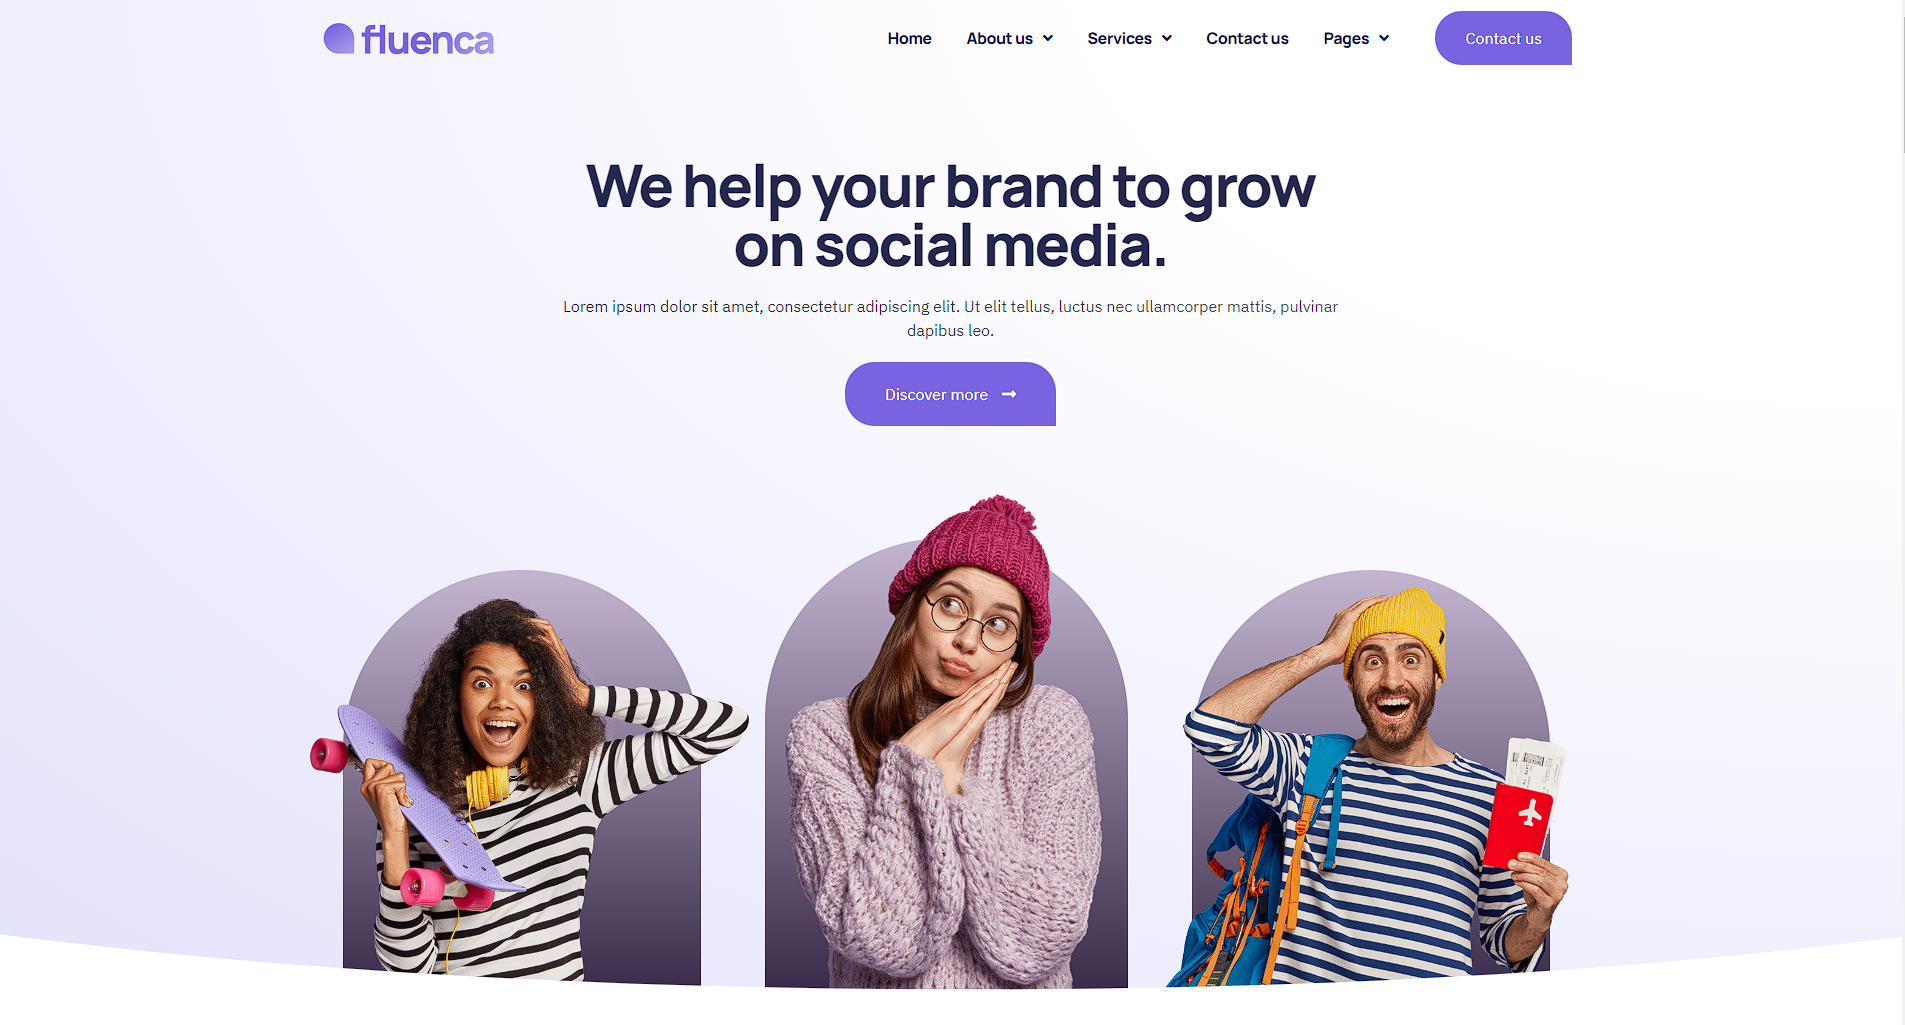 fluenca
Home About us Services Contact us Pages Contact us
We help your brand to grow
on social media.
Lorem ipsum dolor sit amet, consectetur adipiscing elit. Ut elit tellus, luctus nec ullamcorper mattis, pulvinar
dapibus leo.
Discover more